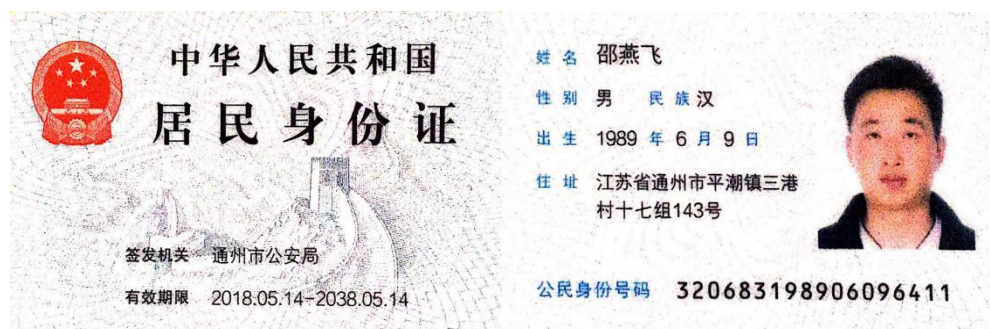 中华人民共和国
居民身份证
签发机关 通州市公安局
有效期限 2018.05.14-2038.05.14
姓名 邵燕飞
性别 男 民族 汉
出生 1989 年 6 月 9 日
住址 江苏省通州市平潮镇三港
村十七组143号
公民身份号码 320683198906096411